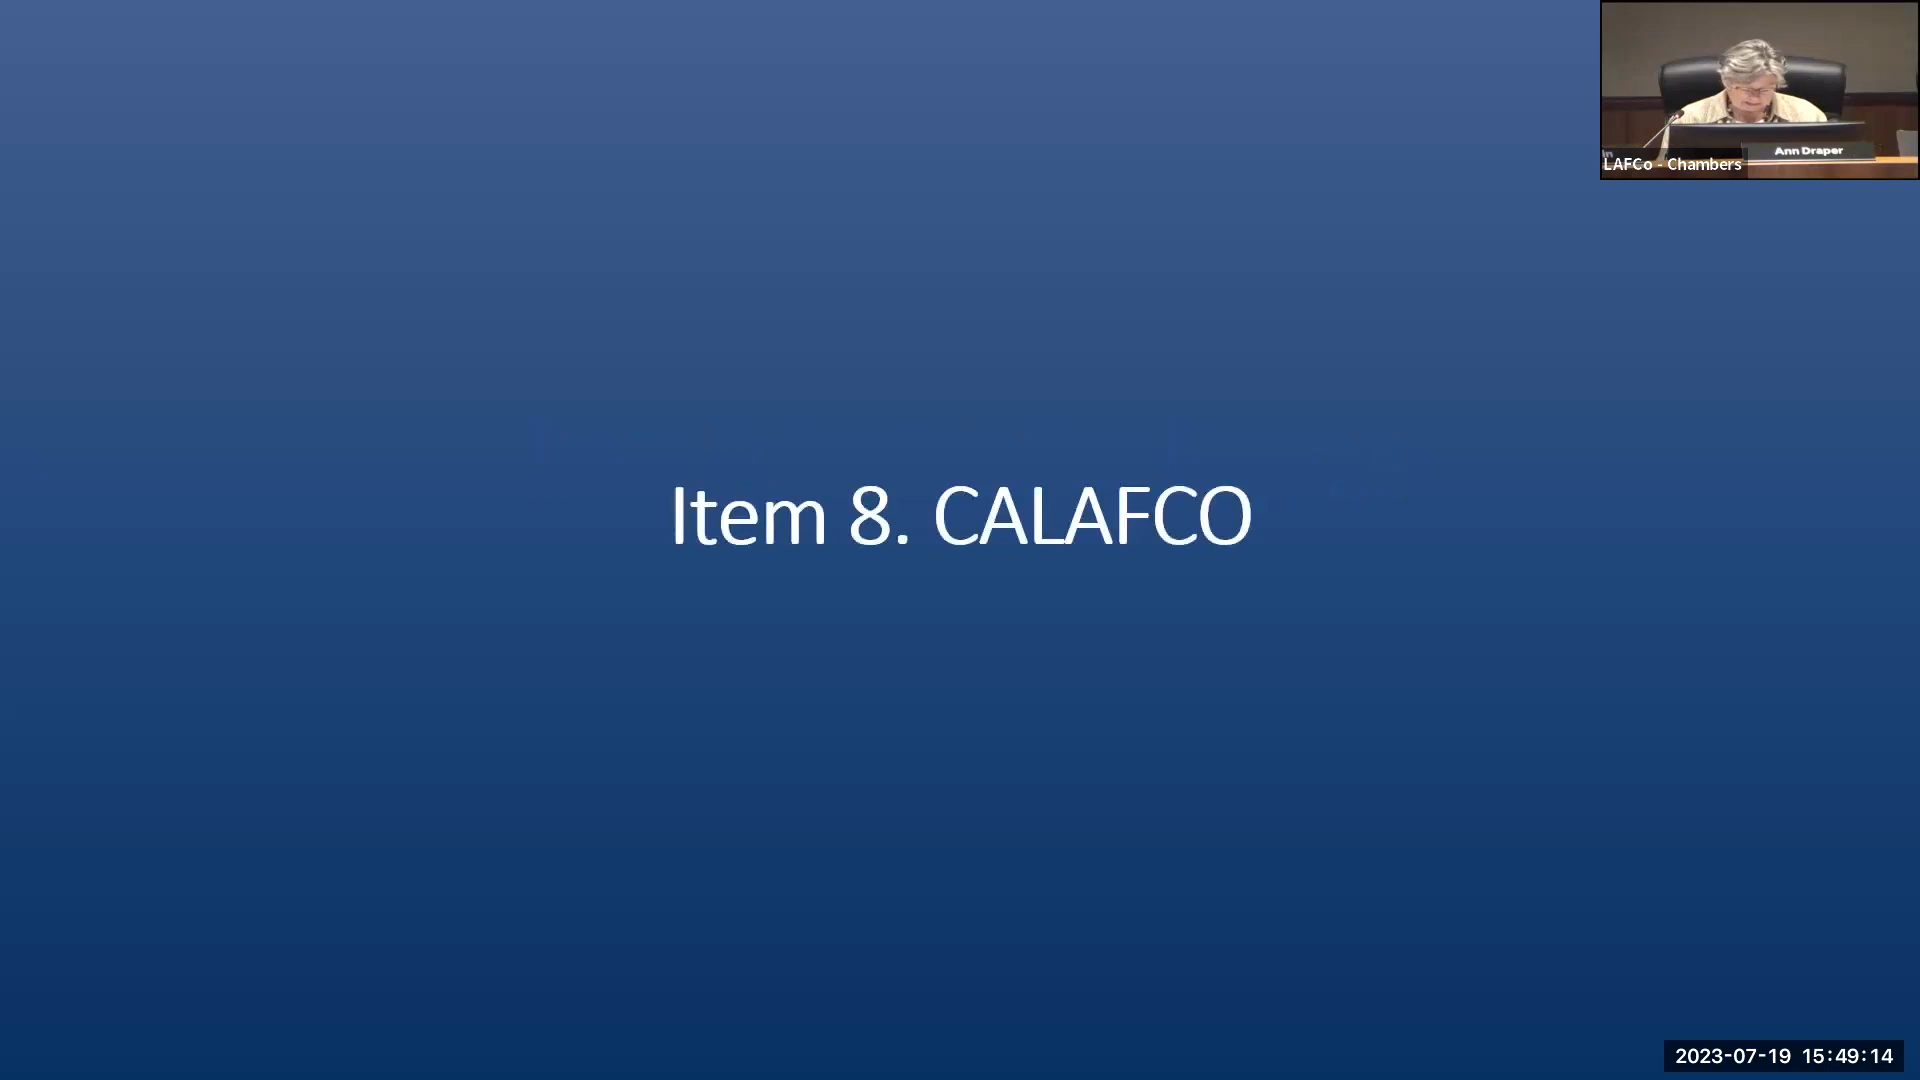 Ann Draper
LAFCo - Chambers
Item 8. CALAFCO
2023-07-19 15:49:14